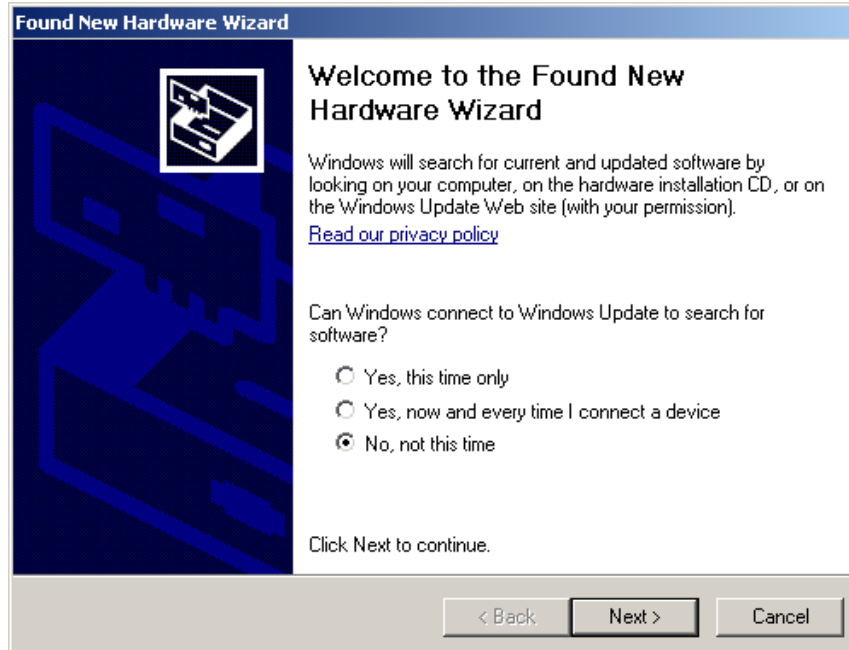 Found New Hardware Wizard
Welcome to the Found New
Hardware Wizard
Windows will search for current and updated software by
looking on your computer, on the hardware installation CD, or on
the Windows Update Web site (with your permission).
Read our privacy policy
Can Windows connect to Windows Update to search for
software?
Yes, this time only
Yes, now and every time I connect a device
No, not this time
Click Next to continue.
< Back Next > Cancel